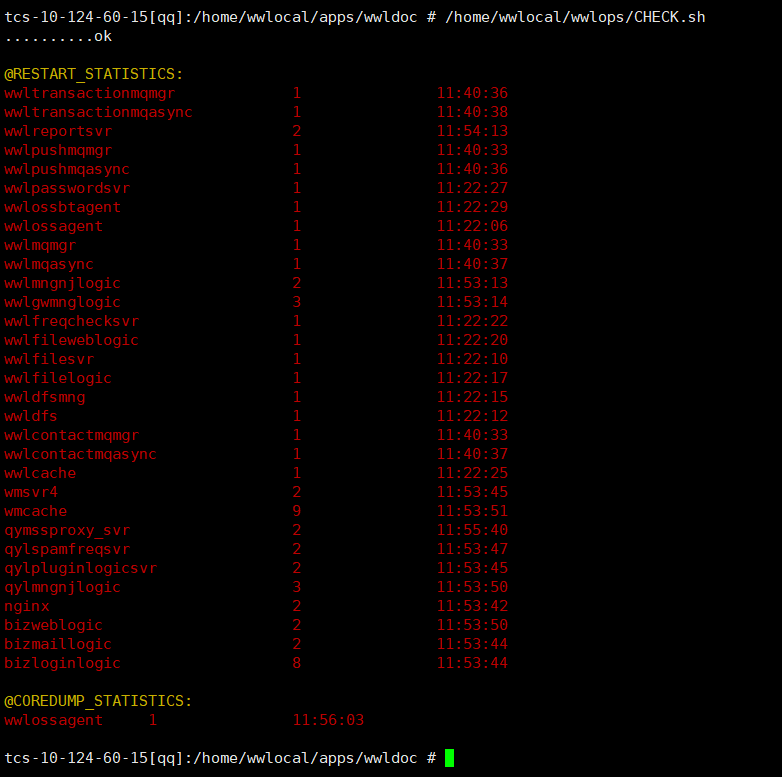 tcs-10-124-60-15[qq]:/home/wwlocal/apps/wwldoc # /home/wwlocal/wwlops/CHECK.sh
..........ok
@RESTART_STATISTICS:
wwltransactionmqmgr 1 11:40:36
wwltransactionmqasync 1 11:40:38
wwlreportsvr 2 11:54:13
wwlpushmqmgr 1 11:40:33
wwlpushmqasync 1 11:40:36
wwlpasswordsvr 1 11:22:27
wwlossbtagent 1 11:22:29
wwlossagent 1 11:22:06
wwlmqmgr 1 11:40:33
wwlmqasync 1 11:40:37
wwlmngnjlogic 2 11:53:13
wwlgwmnglogic 3 11:53:14
wwlfreqchecksvr 1 11:22:22
wwlfileweblogic 1 11:22:20
wwlfilesvr 1 11:22:10
wwlfilelogic 1 11:22:17
wwldfsmng 1 11:22:15
wwldfs 1 11:22:12
wwlcontactmqmgr 1 11:40:33
wwlcontactmqasync 1 11:40:37
wwlcache 1 11:22:25
wmsvr4 2 11:53:45
wmcache 9 11:53:51
qymssproxy_svr 2 11:55:40
qylspamfreqsvr 2 11:53:47
qylpluginlogicsvr 2 11:53:45
qylmngnjlogic 3 11:53:50
nginx 2 11:53:42
bizweblogic 2 11:53:50
bizmaillogic 2 11:53:44
bizloginlogic 8 11:53:44
@COREDUMP_STATISTICS:
wwlossagent 1 11:56:03
tcs-10-124-60-15[qq]:/home/wwlocal/apps/wwldoc #